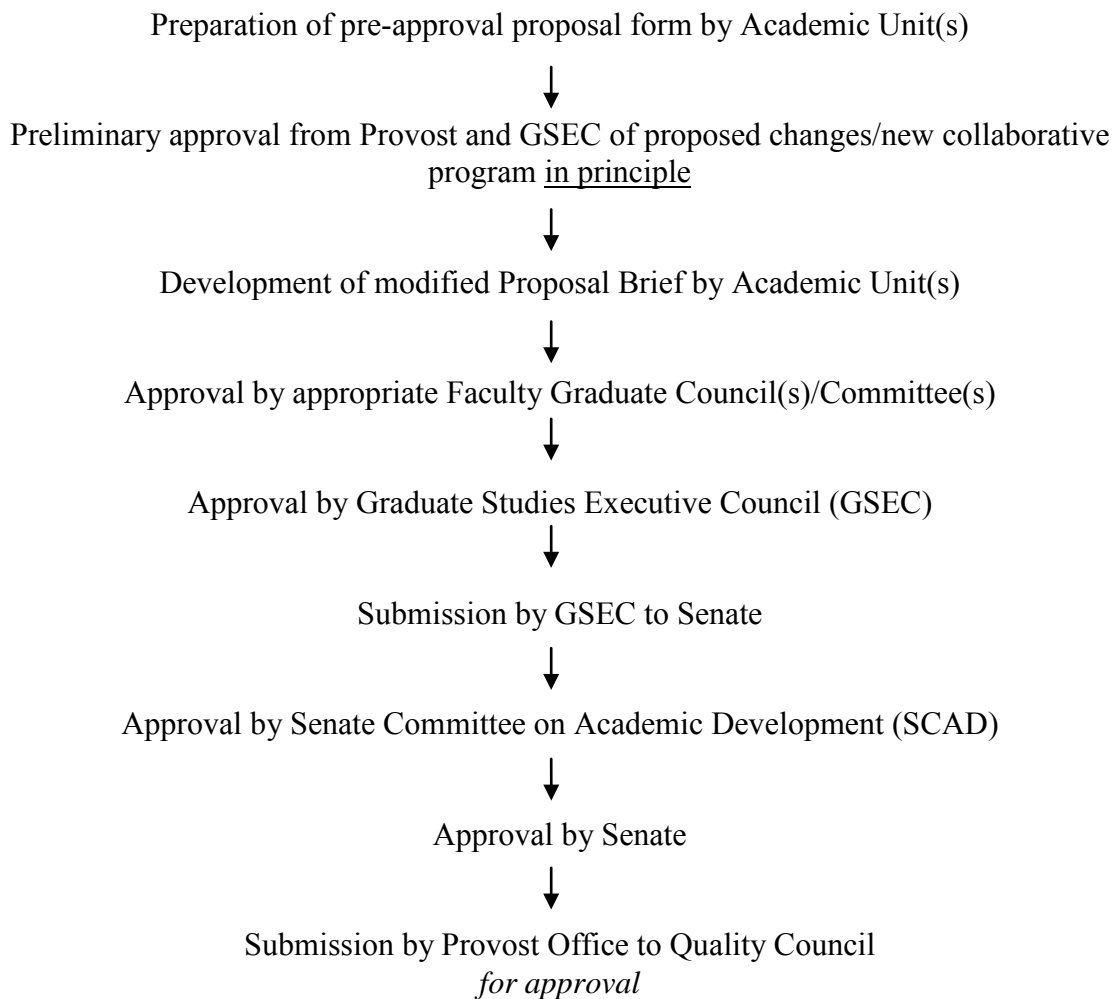 Preparation of pre-approval proposal form by Academic Unit(s)
Preliminary approval from Provost and GSEC of proposed changes/new collaborative
program in principle
Development of modified Proposal Brief by Academic Unit(s)
Approval by appropriate Faculty Graduate Council(s)/Committee(s)
Approval by Graduate Studies Executive Council (GSEC)
Submission by GSEC to Senate
Approval by Senate Committee on Academic Development (SCAD)
Approval by Senate
Submission by Provost Office to Quality Council
for approval